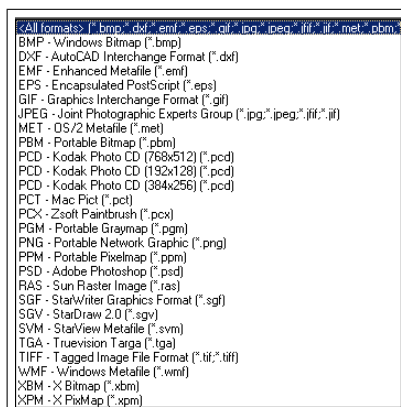 <All formats> (*.bmp;*.dxf;*.emf;*.eps;*.gif;*.jpg;*.jpeg;*.jfif;*.jif;*.met;*.pbm;*
BMP - Windows Bitmap (*.bmp)
DXF - AutoCAD Interchange Format (*.dxf)
EMF - Enhanced Metafile (*.emf)
EPS - Encapsulated PostScript (*.eps)
GIF - Graphics Interchange Format (*.gif)
JPEG - Joint Photographic Experts Group (*.jpg;*.jpeg;*.jfif;*.jif)
MET - OS/2 Metafile (*.met)
PBM - Portable Bitmap (*.pbm)
PCD - Kodak Photo CD (768x512) (*.pcd)
PCD - Kodak Photo CD (192x128) (*.pcd)
PCD - Kodak Photo CD (384x256) (*.pcd)
PCT - Mac Pict (*.pct)
PCX - Zsoft Paintbrush (*.pcx)
PGM - Portable Graymap (*.pgm)
PNG - Portable Network Graphic (*.png)
PPM - Portable Pixelmap (*.ppm)
PSD - Adobe Photoshop (*.psd)
RAS - Sun Raster Image (*.ras)
SGF - StarWriter Graphics Format (*.sgf)
SGV - StarDraw 2.0 (*.sgv)
SVM - StarView Metafile (*.svm)
TGA - Truevision Targa (*.tga)
TIFF - Tagged Image File Format (*.tif;*.tiff)
WMF - Windows Metafile (*.wmf)
XBM - X Bitmap (*.xbm)
XPM - X PixMap (*.xpm)